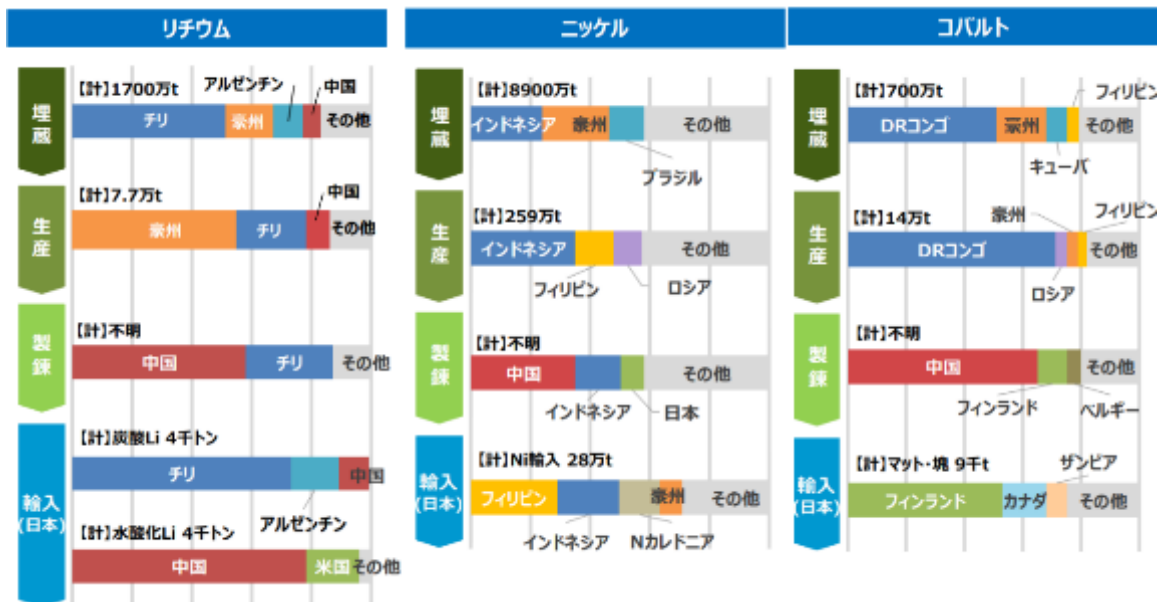 リチウム
埋蔵
【計】1700万t
アルゼンチン
中国
チリ
豪州
その他
生産
【計】7.7万t
中国
豪州
チリ
その他
製錬
【計】不明
中国
チリ
その他
輸入
(日本)
【計】炭酸Li 4千トン
チリ
中国
アルゼンチン
【計】水酸化Li 4千トン
中国
米国
その他
ニッケル
埋蔵
【計】8900万t
インドネシア
豪州
その他
ブラジル
生産
【計】259万t
インドネシア
その他
フィリピン
ロシア
製錬
【計】不明
中国
その他
インドネシア
日本
輸入
(日本)
【計】Ni輸入 28万t
フィリピン
豪州
その他
インドネシア
Nカレドニア
コバルト
埋蔵
【計】700万t
フィリピン
DRコンゴ
豪州
その他
キューバ
生産
【計】14万t
豪州
フィリピン
DRコンゴ
その他
ロシア
製錬
【計】不明
中国
その他
フィンランド
ベルギー
輸入
(日本)
【計】マット・塊 9千t
ザンビア
フィンランド
カナダ
その他